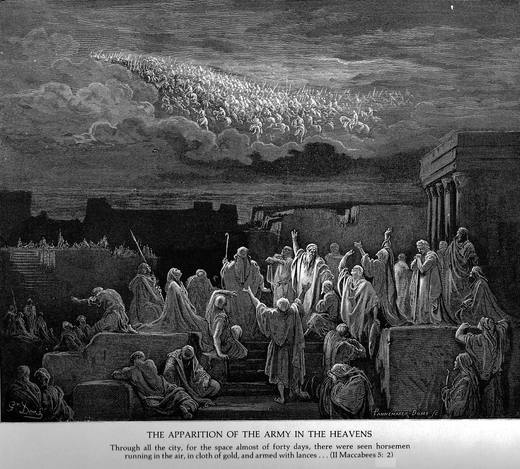 PANNEMAKER-DOMS
THE APPARITION OF THE ARMY IN THE HEAVENS
Through all the city, for the space almost of forty days, there were seen horsemen
running in the air, in cloth of gold, and armed with lances . . . (II Maccabees 5: 2)